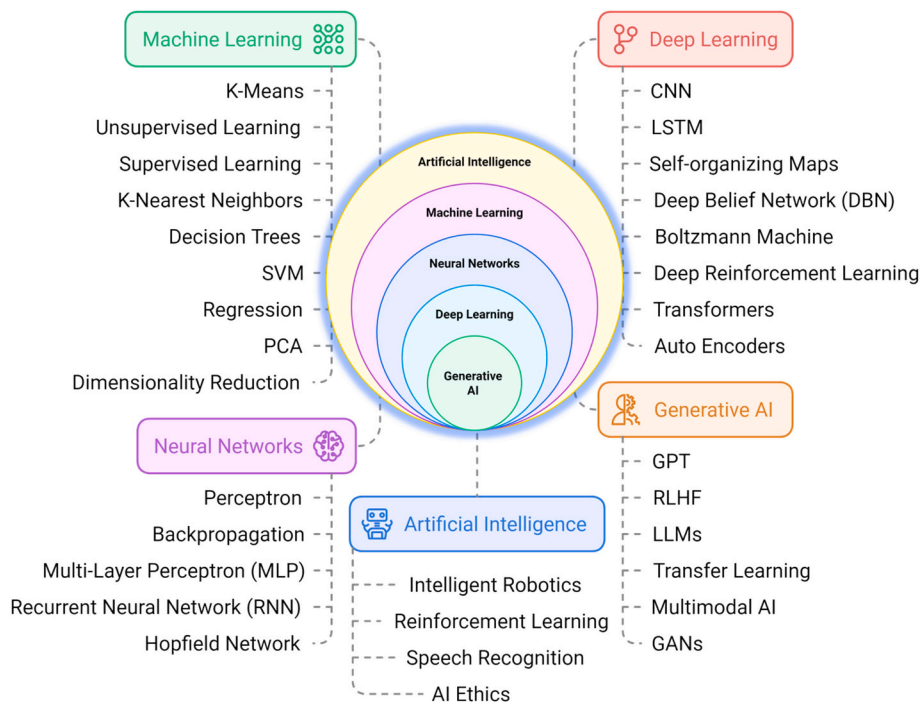 Machine Learning
K-Means
Unsupervised Learning
Supervised Learning
K-Nearest Neighbors
Decision Trees
SVM
Regression
PCA
Dimensionality Reduction
Deep Learning
CNN
LSTM
Self-organizing Maps
Deep Belief Network (DBN)
Boltzmann Machine
Deep Reinforcement Learning
Transformers
Auto Encoders
Artificial Intelligence
Machine Learning
Neural Networks
Deep Learning
Generative
AI
Neural Networks
Perceptron
Backpropagation
Multi-Layer Perceptron (MLP)
Recurrent Neural Network (RNN)
Hopfield Network
Artificial Intelligence
Intelligent Robotics
Reinforcement Learning
Speech Recognition
AI Ethics
Generative AI
GPT
RLHF
LLMs
Transfer Learning
Multimodal AI
GANs